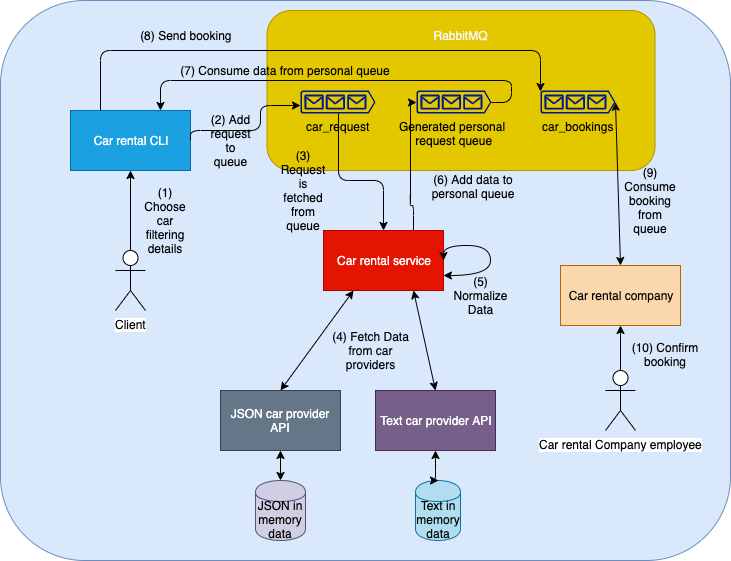 (8) Send booking
RabbitMQ
(7) Consume data from personal queue
(2) Add
request
to
queue
car_request
Generated personal
request queue
car_bookings
Car rental CLI
(3)
Request
is
fetched
from
queue
(6) Add data to
personal queue
(9)
Consume
booking
from
queue
(1)
Choose
car
filtering
details
Car rental service
(5)
Normalize
Data
Car rental company
Client
(4) Fetch Data
from car
providers
(10) Confirm
booking
JSON car provider
API
Text car provider API
Car rental Company employee
JSON in
memory
data
Text in
memory
data